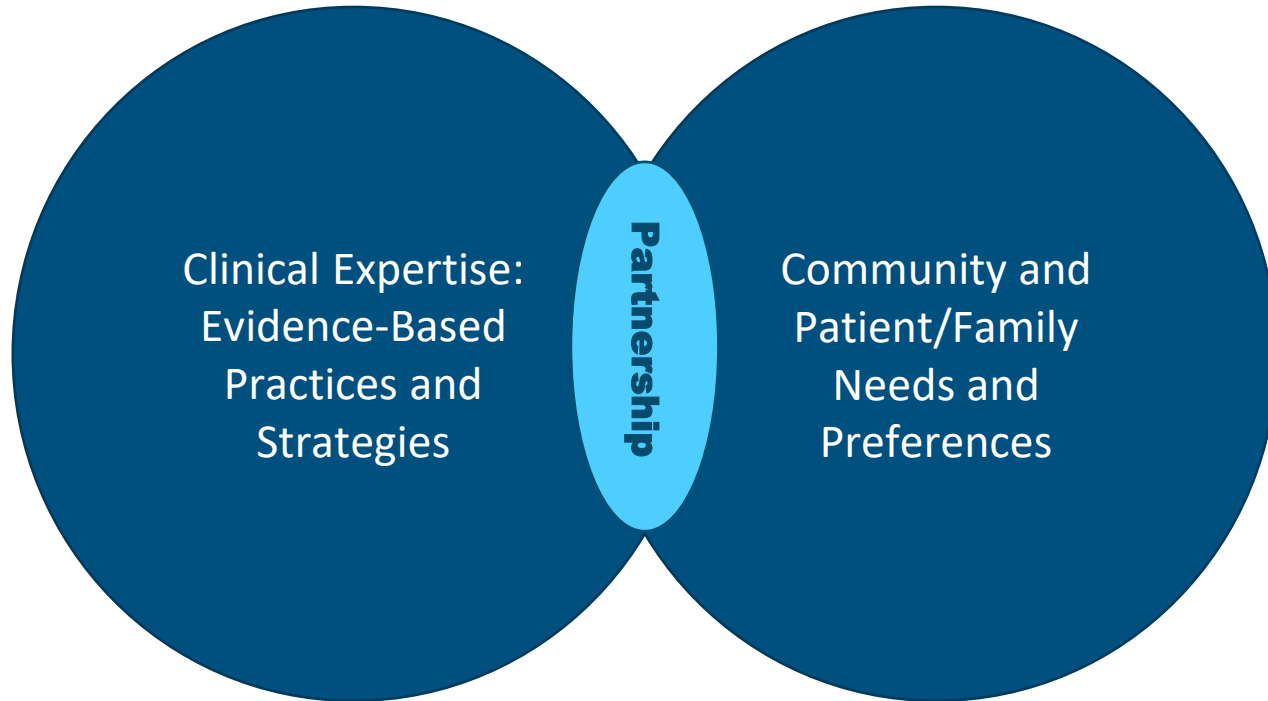 Clinical Expertise:
Evidence-Based
Practices and
Strategies
Partnership
Community and
Patient/Family
Needs and
Preferences